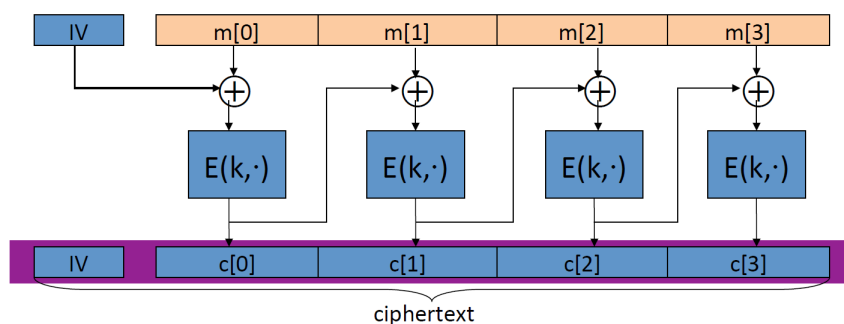 IV m[0] m[1] m[2] m[3]
E(k,·) E(k,·) E(k,·) E(k,·)
IV c[0] c[1] c[2] c[3]
ciphertext